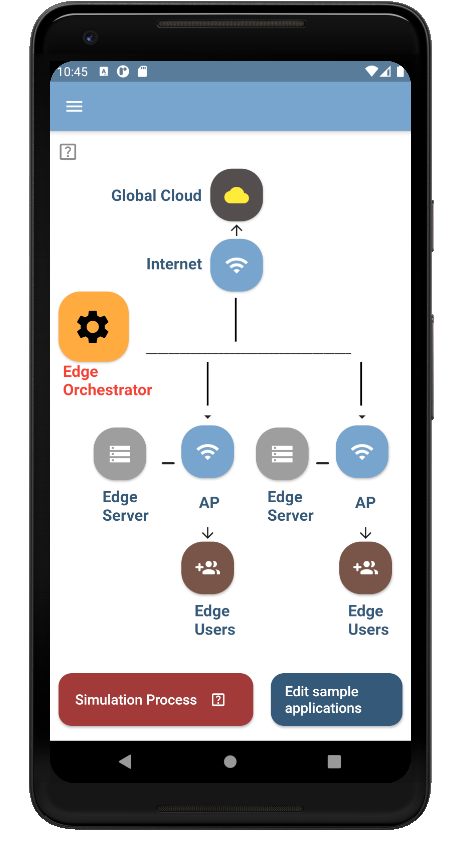 10:45
Global Cloud
Internet
Edge
Orchestrator
Edge
Server
AP
Edge
Server
AP
Edge
Users
Edge
Users
Simulation Process
Edit sample
applications